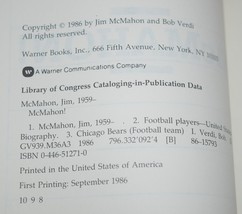 Copyright © 1986 by Jim McMahon and Bob Verdi
All rights reserved.
Warner Books, Inc., 666 Fifth Avenue, New York, NY
W A Warner Communications Company
Library of Congress Cataloging-in-Publication Data
McMahon, Jim, 1959–
McMahon!
1. McMahon, Jim, 1959– . 2. Football players—United
Biography. 3. Chicago Bears (Football team) I. Verdi, Bob
GV939.M36A3 1986 796.332'092'4 [B] 86-15793
ISBN 0-446-51271-0
Printed in the United States of America
First Printing: September 1986
10 9 8